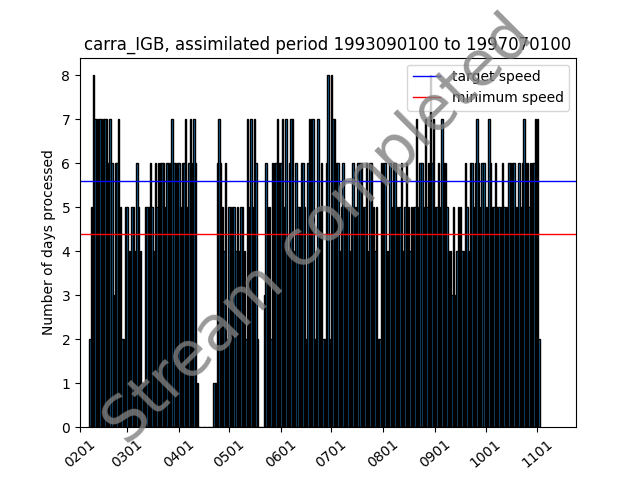 carra_IGB, assimilated period 1993090100 to 1997070100
target speed
minimum speed
Number of days processed
8
7
6
5
4
3
2
1
0
0201 0301 0401 0501 0601 0701 0801 0901 1001 1101
Stream completed